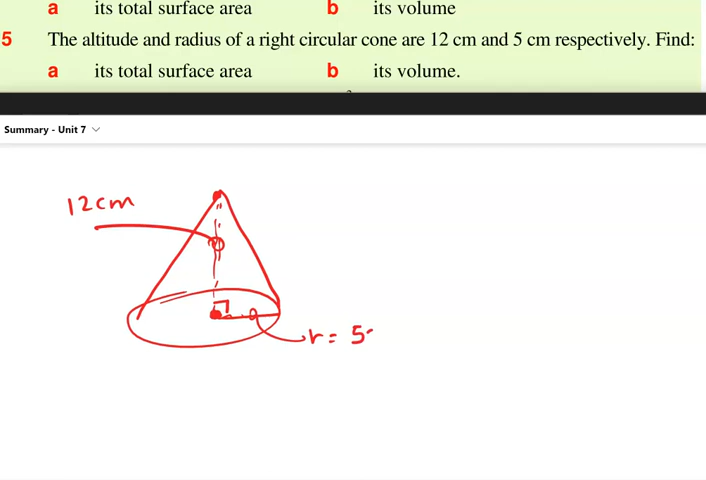 a its total surface area b its volume
5 The altitude and radius of a right circular cone are 12 cm and 5 cm respectively. Find:
a its total surface area b its volume.
Summary - Unit 7
12cm
r = 5